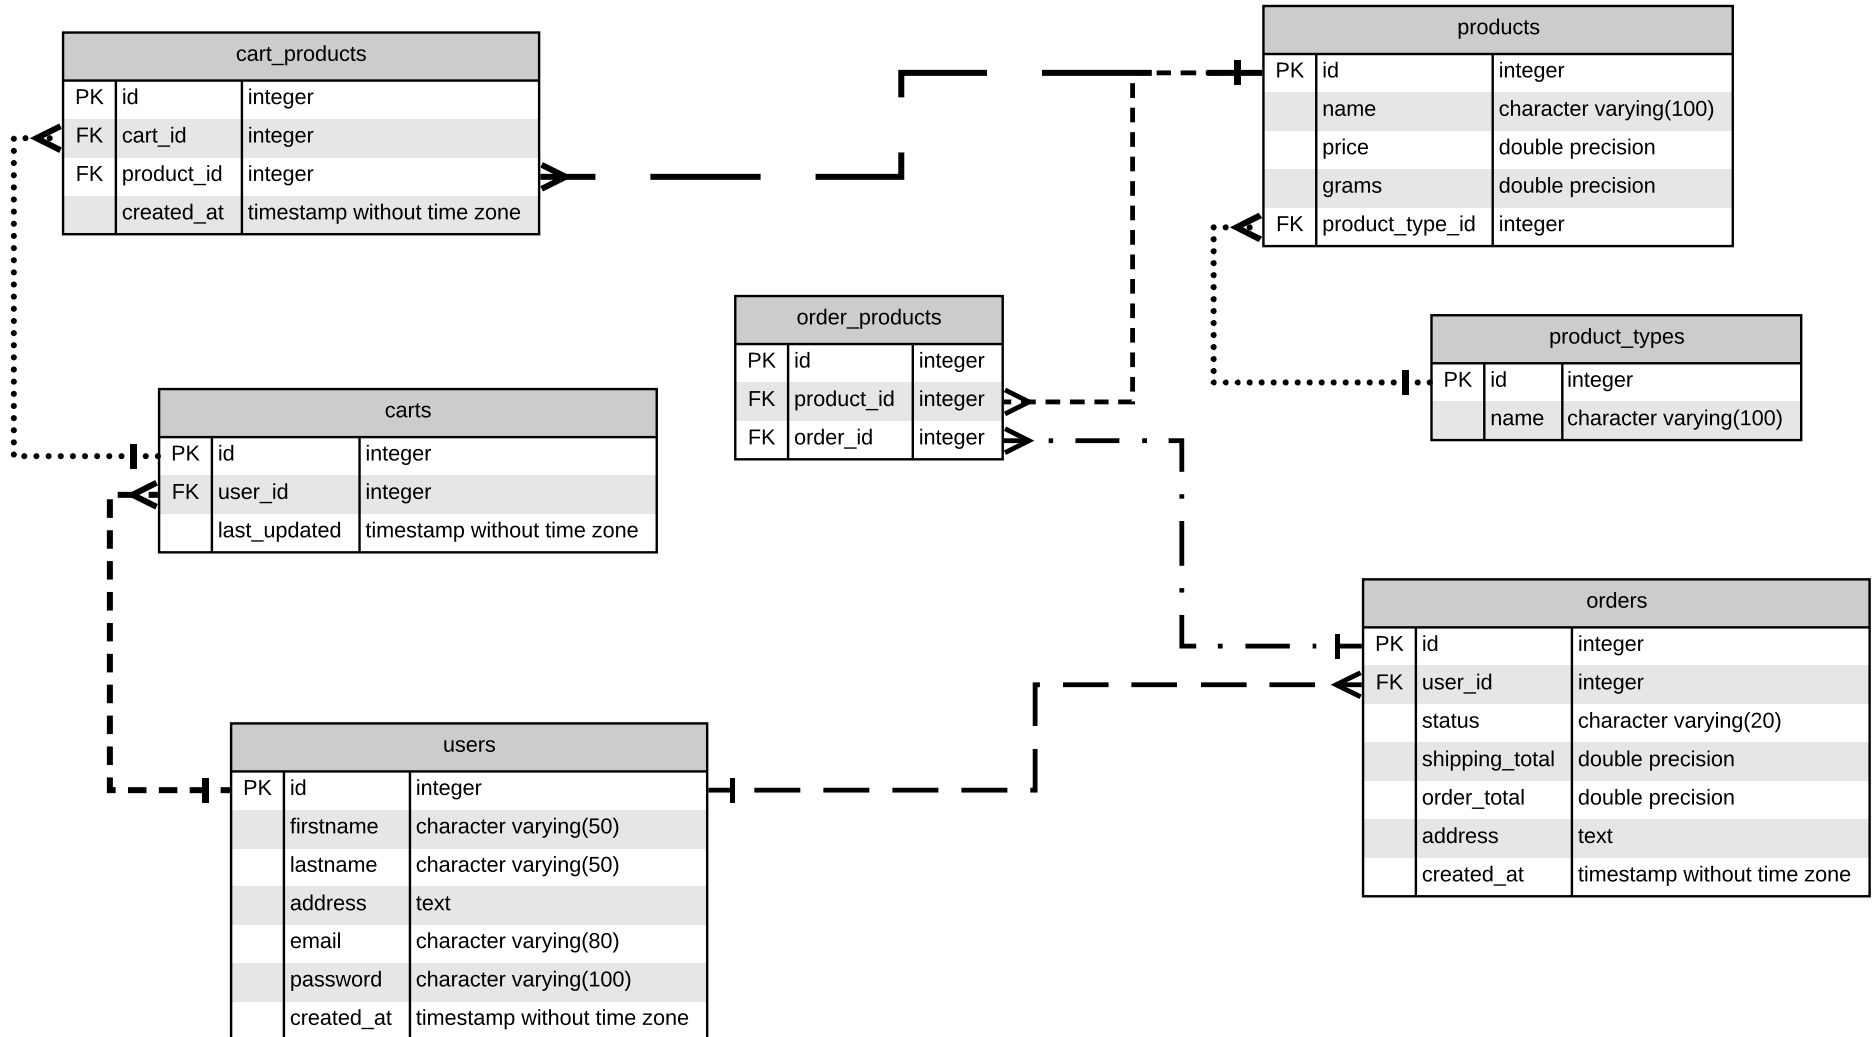 cart_products
PK id integer
FK cart_id integer
FK product_id integer
created_at timestamp without time zone
products
PK id integer
name character varying(100)
price double precision
grams double precision
FK product_type_id integer
order_products
PK id integer
FK product_id integer
FK order_id integer
product_types
PK id integer
name character varying(100)
carts
PK id integer
FK user_id integer
last_updated timestamp without time zone
orders
PK id integer
FK user_id integer
status character varying(20)
shipping_total double precision
order_total double precision
address text
created_at timestamp without time zone
users
PK id integer
firstname character varying(50)
lastname character varying(50)
address text
email character varying(80)
password character varying(100)
created_at timestamp without time zone